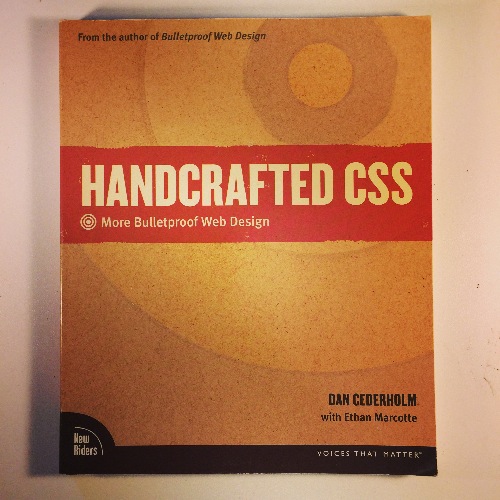 From the author of Bulletproof Web Design
HANDCRAFTED CSS
More Bulletproof Web Design
DAN CEDERHOLM
with Ethan Marcotte
New
Riders
VOICES THAT MATTER™